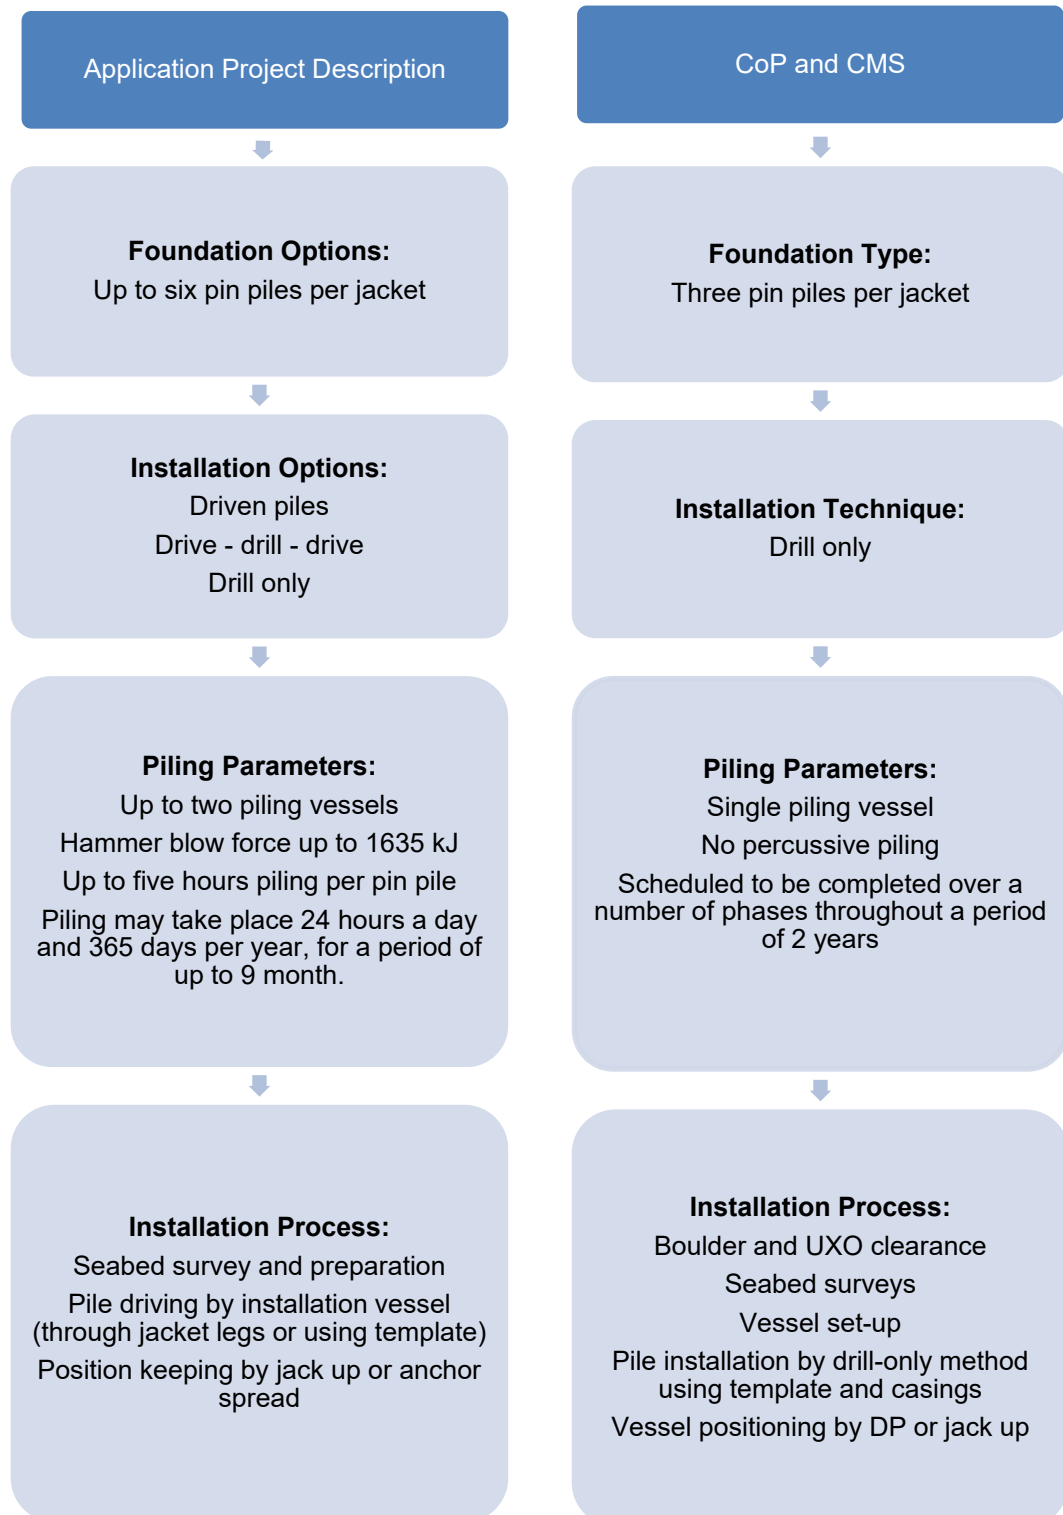 Application Project Description
Foundation Options:
Up to six pin piles per jacket
Installation Options:
Driven piles
Drive - drill - drive
Drill only
Piling Parameters:
Up to two piling vessels
Hammer blow force up to 1635 kJ
Up to five hours piling per pin pile
Piling may take place 24 hours a day
and 365 days per year, for a period of
up to 9 month.
Installation Process:
Seabed survey and preparation
Pile driving by installation vessel
(through jacket legs or using template)
Position keeping by jack up or anchor
spread
CoP and CMS
Foundation Type:
Three pin piles per jacket
Installation Technique:
Drill only
Piling Parameters:
Single piling vessel
No percussive piling
Scheduled to be completed over a
number of phases throughout a period
of 2 years
Installation Process:
Boulder and UXO clearance
Seabed surveys
Vessel set-up
Pile installation by drill-only method
using template and casings
Vessel positioning by DP or jack up